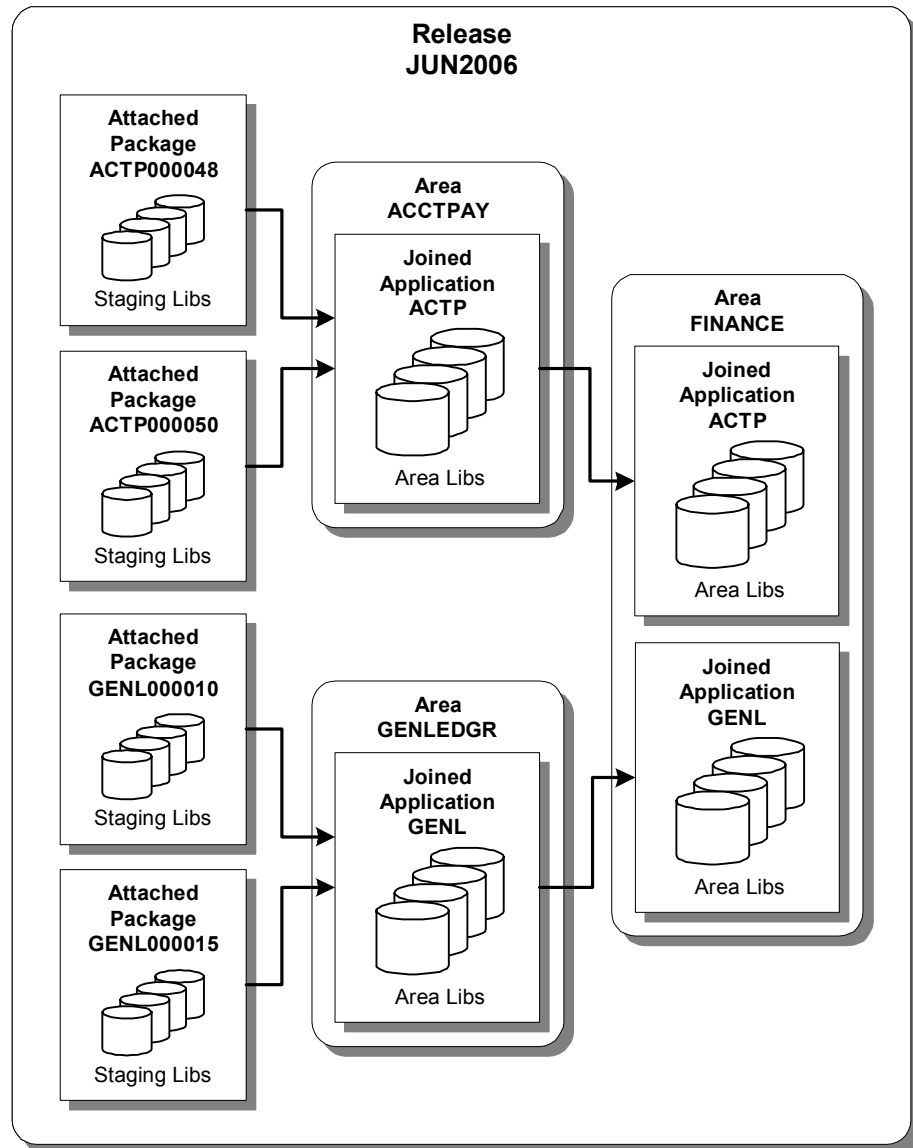 Release
JUN2006
Attached
Package
ACTP000048
Staging Libs
Attached
Package
ACTP000050
Staging Libs
Attached
Package
GENL000010
Staging Libs
Attached
Package
GENL000015
Staging Libs
Area
ACCTPAY
Joined
Application
ACTP
Area Libs
Area
GENLEDGR
Joined
Application
GENL
Area Libs
Area
FINANCE
Joined
Application
ACTP
Area Libs
Joined
Application
GENL
Area Libs